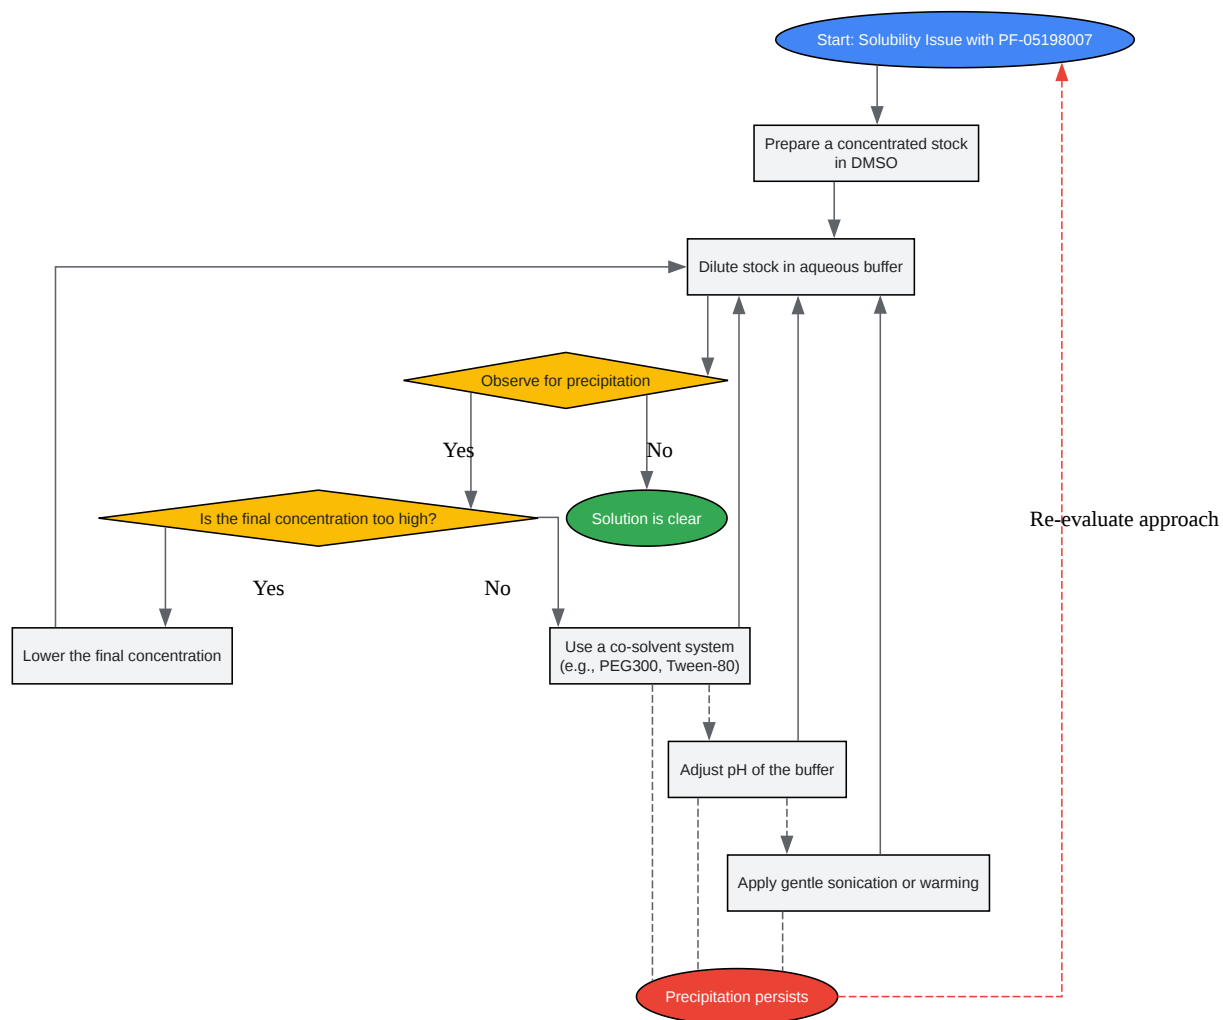 Start: Solubility Issue with PF-05198007
Prepare a concentrated stock
in DMSO
Dilute stock in aqueous buffer
Observe for precipitation
Yes
No
Is the final concentration too high?
Solution is clear
Re-evaluate approach
Yes
No
Lower the final concentration
Use a co-solvent system
(e.g., PEG300, Tween-80)
Adjust pH of the buffer
Apply gentle sonication or warming
Precipitation persists